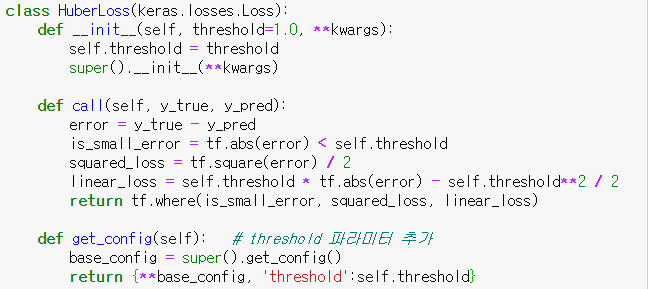 class HuberLoss(keras.losses.Loss):
    def __init__(self, threshold=1.0, **kwargs):
        self.threshold = threshold
        super().__init__(**kwargs)

    def call(self, y_true, y_pred):
        error = y_true - y_pred
        is_small_error = tf.abs(error) < self.threshold
        squared_loss = tf.square(error) / 2
        linear_loss = self.threshold * tf.abs(error) - self.threshold**2 / 2
        return tf.where(is_small_error, squared_loss, linear_loss)

    def get_config(self):   # threshold 파라미터 추가
        base_config = super().get_config()
        return {**base_config, 'threshold':self.threshold}